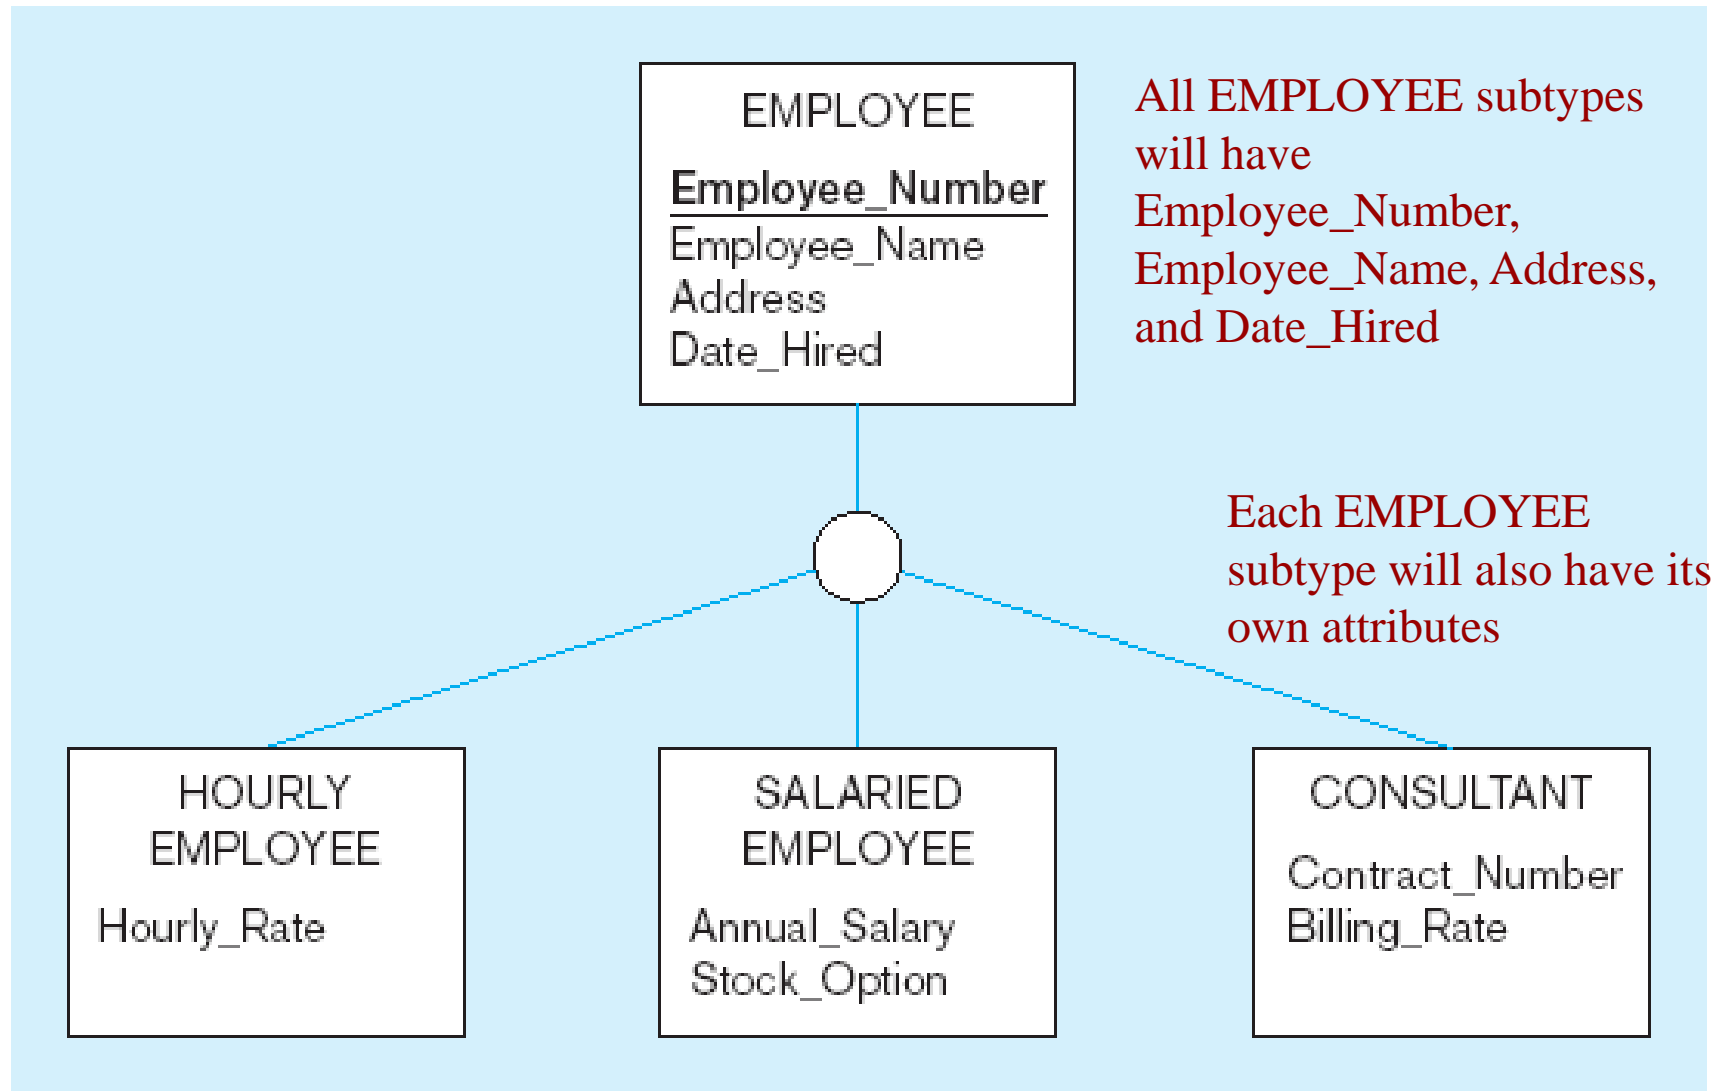 EMPLOYEE
Employee_Number
Employee_Name
Address
Date_Hired
All EMPLOYEE subtypes
will have
Employee_Number,
Employee_Name, Address,
and Date_Hired
Each EMPLOYEE
subtype will also have its
own attributes
HOURLY
EMPLOYEE
Hourly_Rate
SALARIED
EMPLOYEE
Annual_Salary
Stock_Option
CONSULTANT
Contract_Number
Billing_Rate